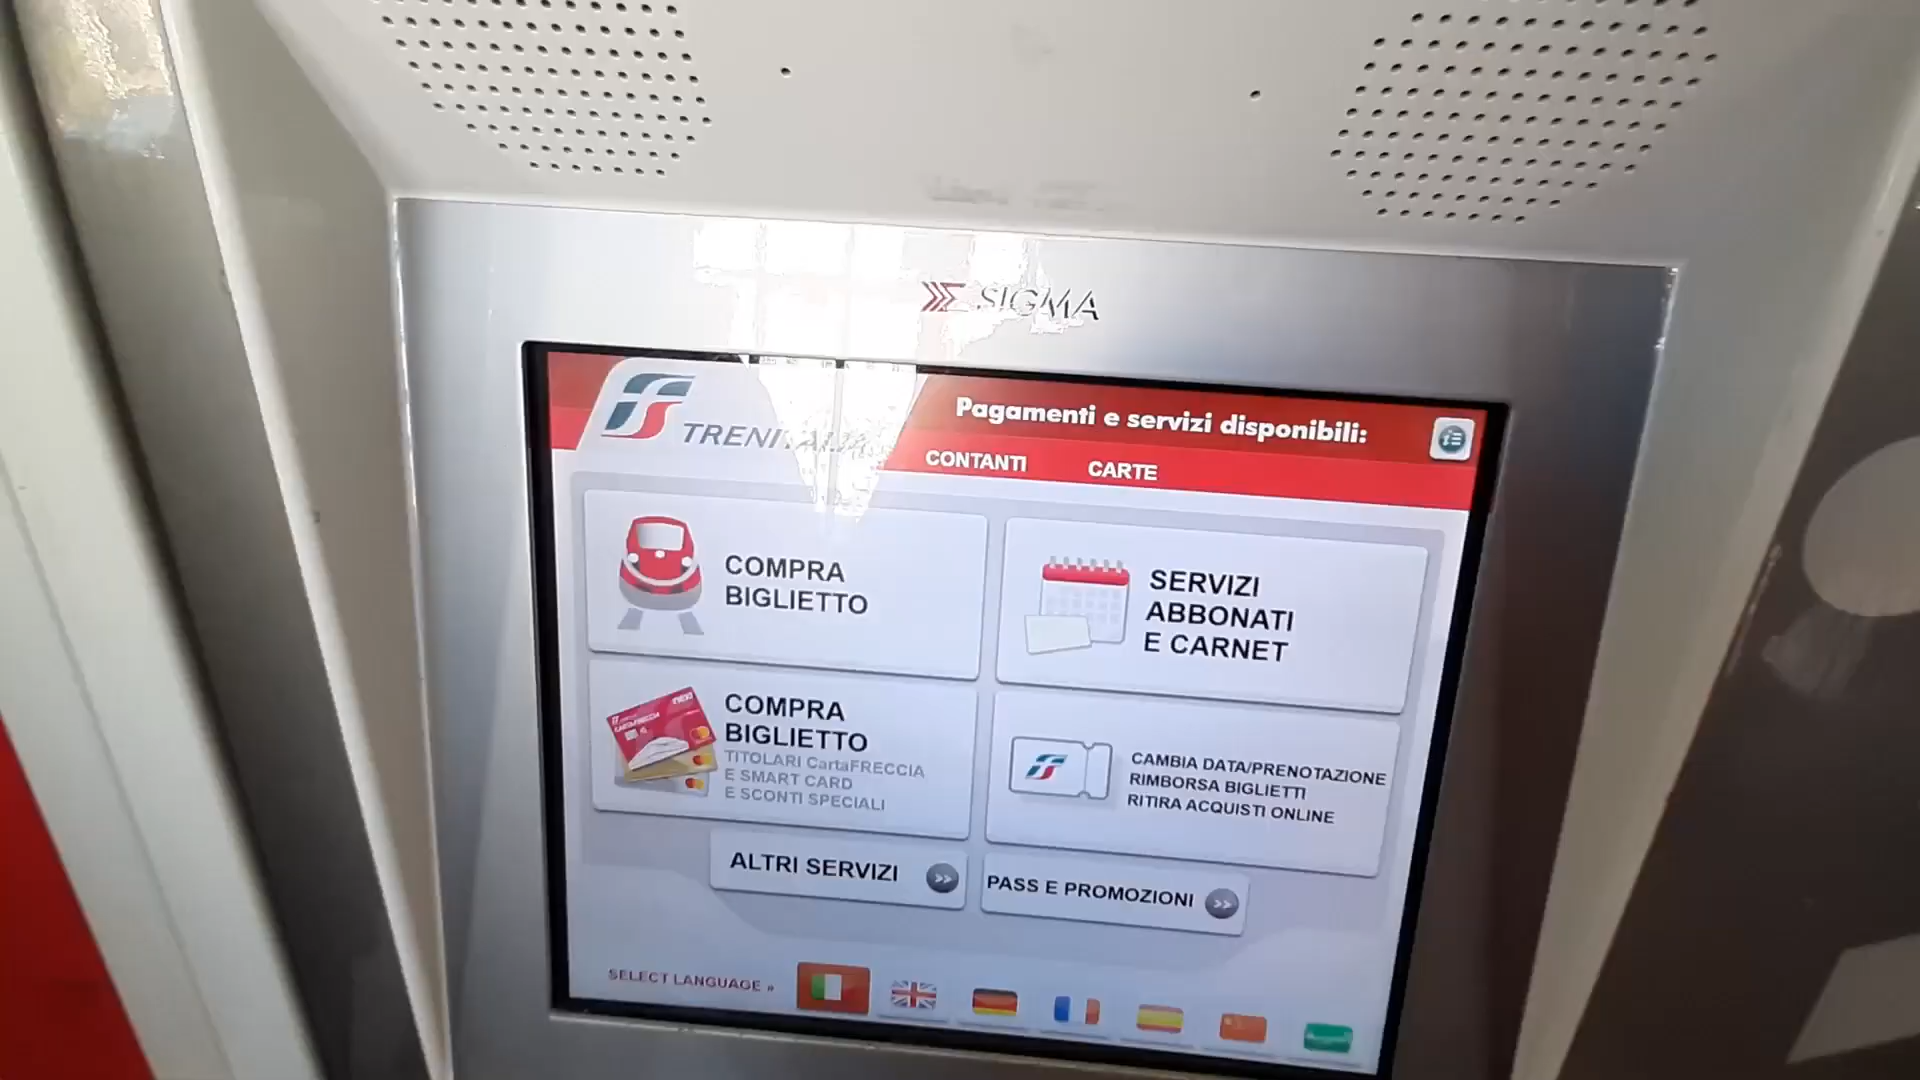 SIGMA
TRENITALIA
Pagamenti e servizi disponibili:
CONTANTI CARTE
COMPRA
BIGLIETTO
SERVIZI
ABBONATI
E CARNET
COMPRA
BIGLIETTO
TITOLARI CartaFRECCIA
E SMART CARD
E SCONTI SPECIALI
CAMBIA DATA/PRENOTAZIONE
RIMBORSA BIGLIETTI
RITIRA ACQUISTI ONLINE
ALTRI SERVIZI »
PASS E PROMOZIONI »
SELECT LANGUAGE »